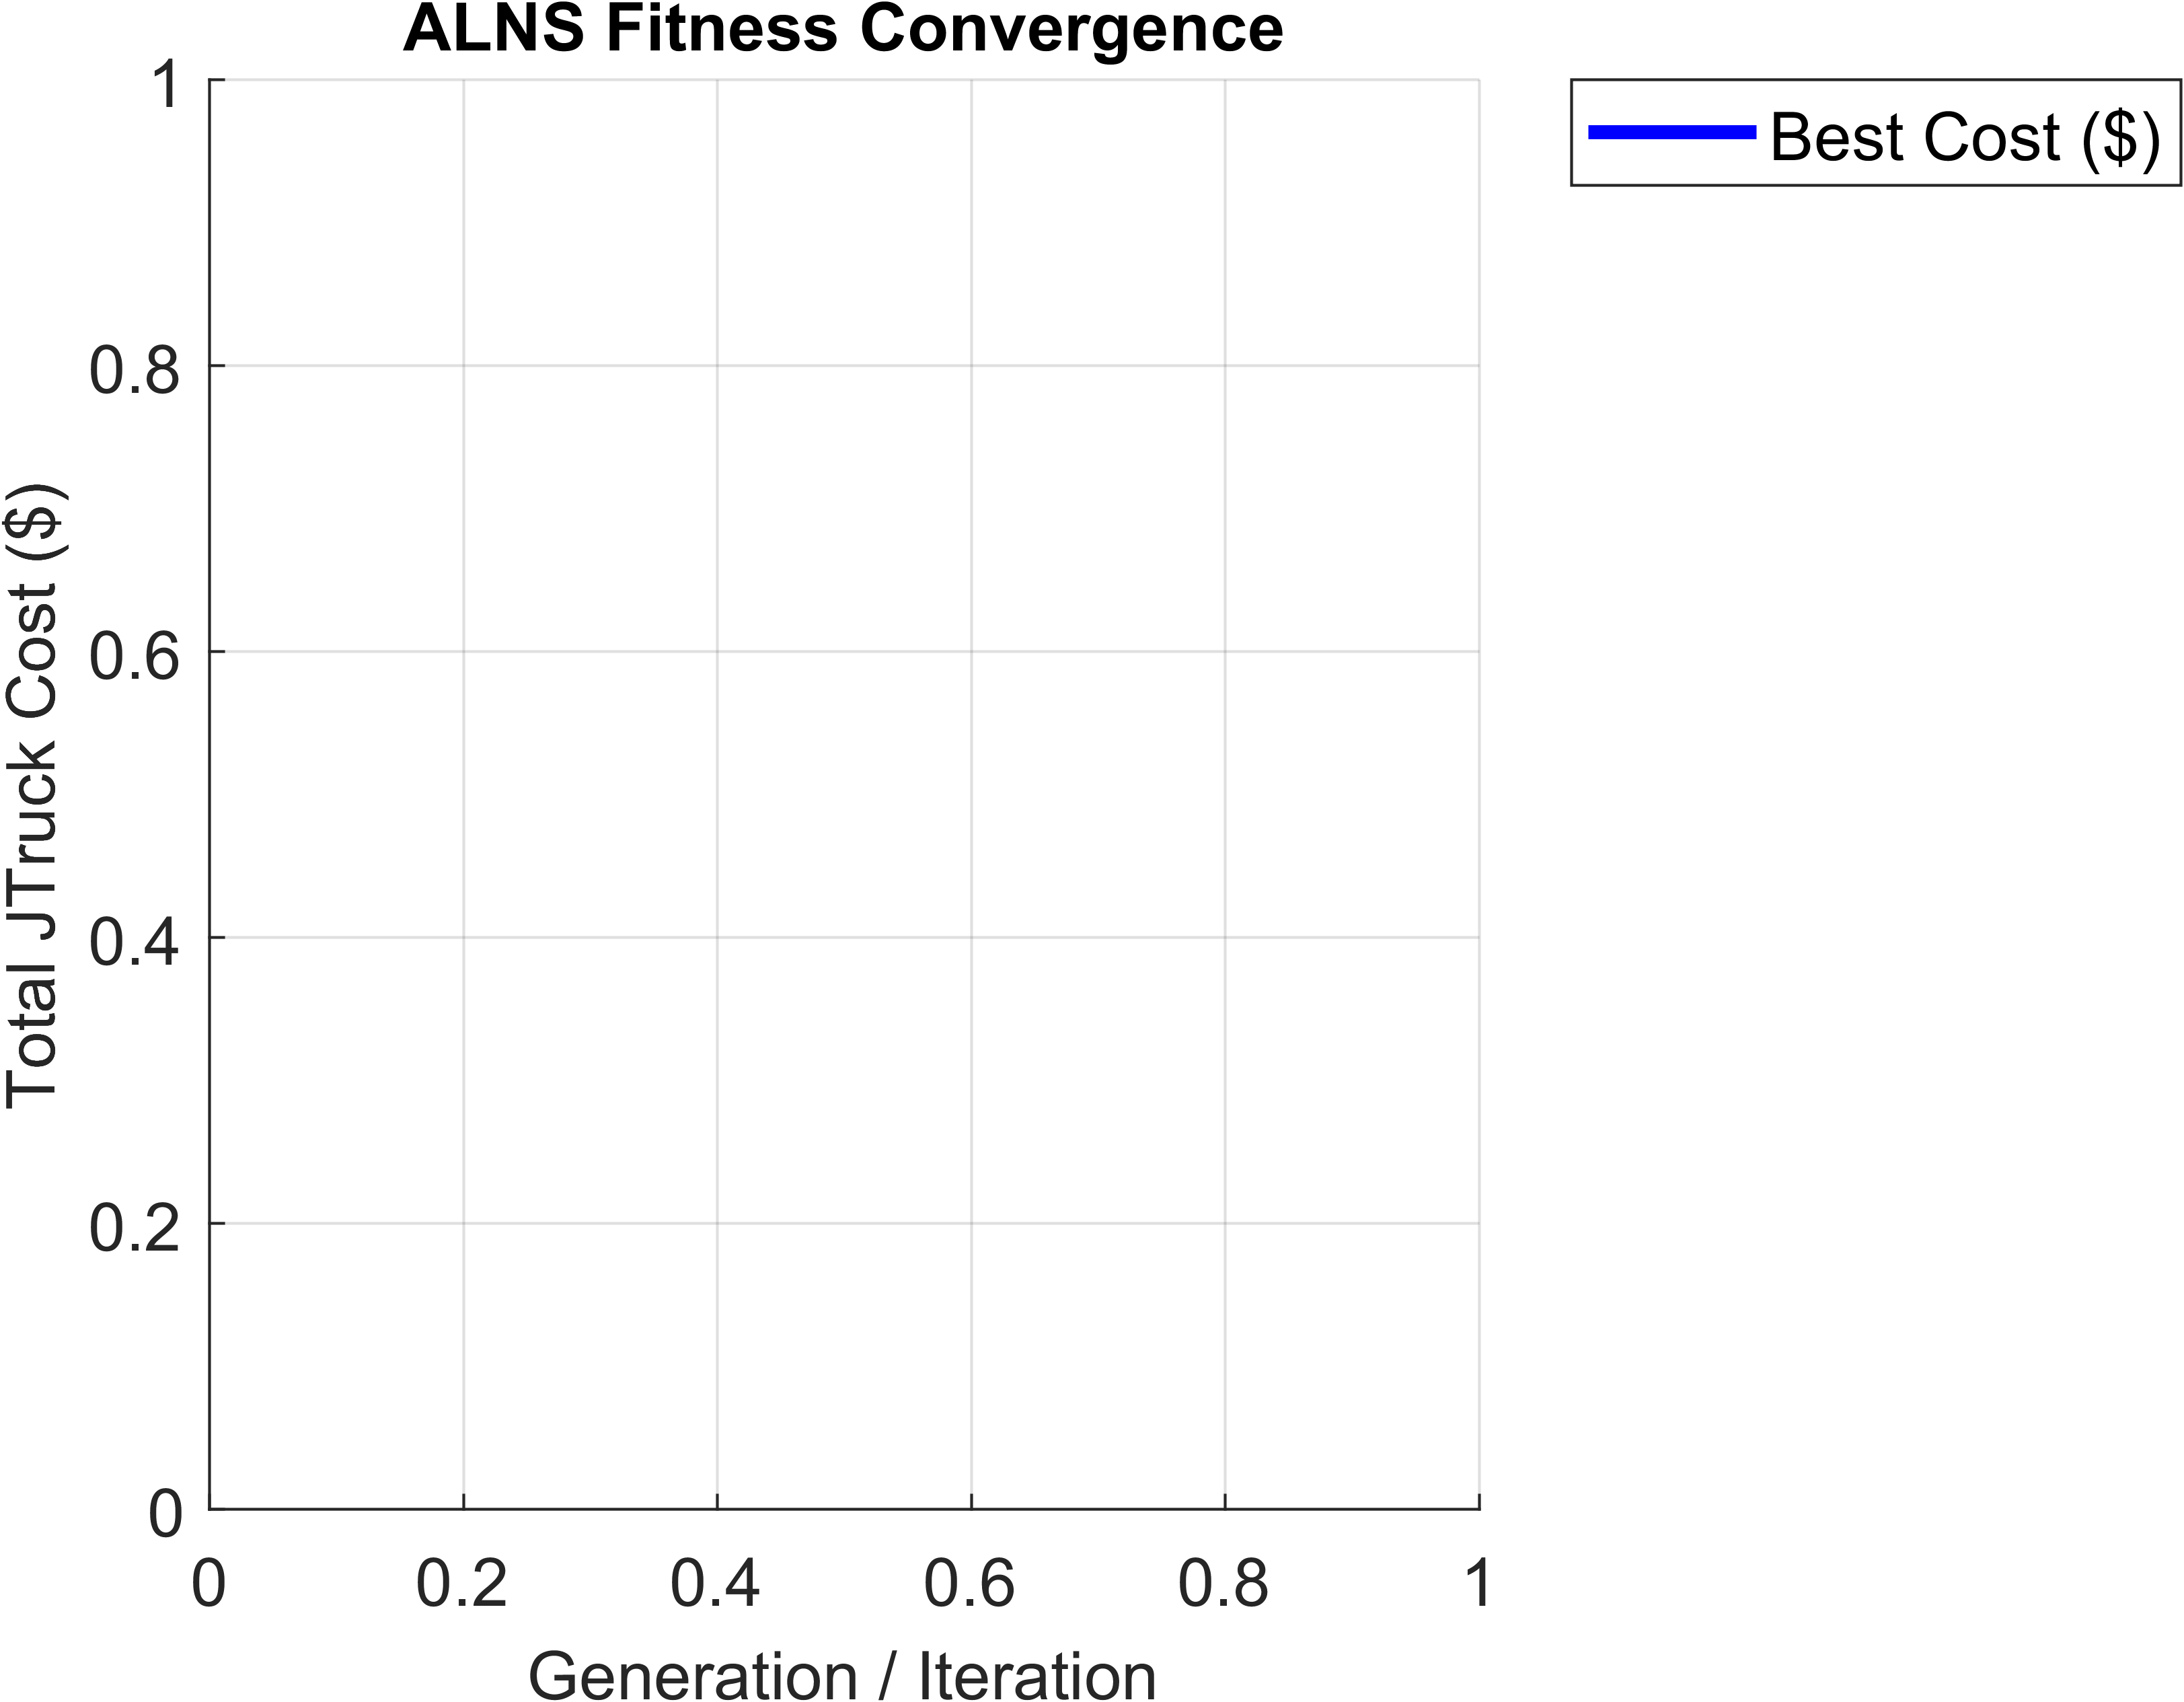 ALNS Fitness Convergence
Best Cost ($)
Total JTruck Cost ($)
1
0.8
0.6
0.4
0.2
0
0 0.2 0.4 0.6 0.8 1
Generation / Iteration